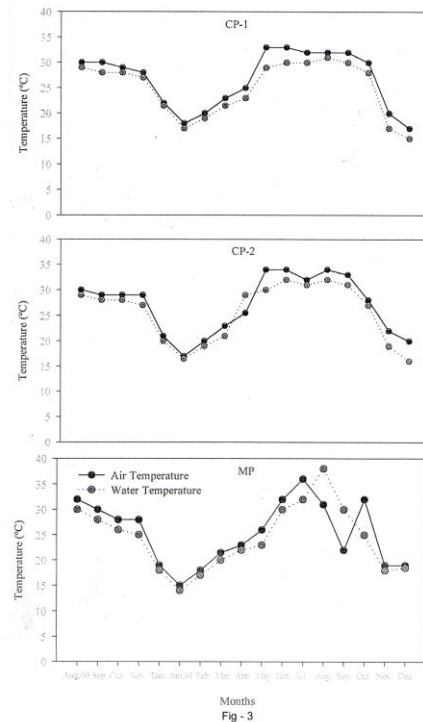 CP-1
40
35
30
25
20
15
10
5
0
Temperature (°C)
CP-2
40
35
30
25
20
15
10
5
0
Temperature (°C)
MP
Air Temperature
Water Temperature
40
35
30
25
20
15
10
5
0
Temperature (°C)
Aug.00 Sep. Oct. Nov. Dec. Jan.01 Feb. Mar. Apr. May. Jun. Jul. Aug. Sep. Oct. Nov. Dec.
Months
Fig - 3